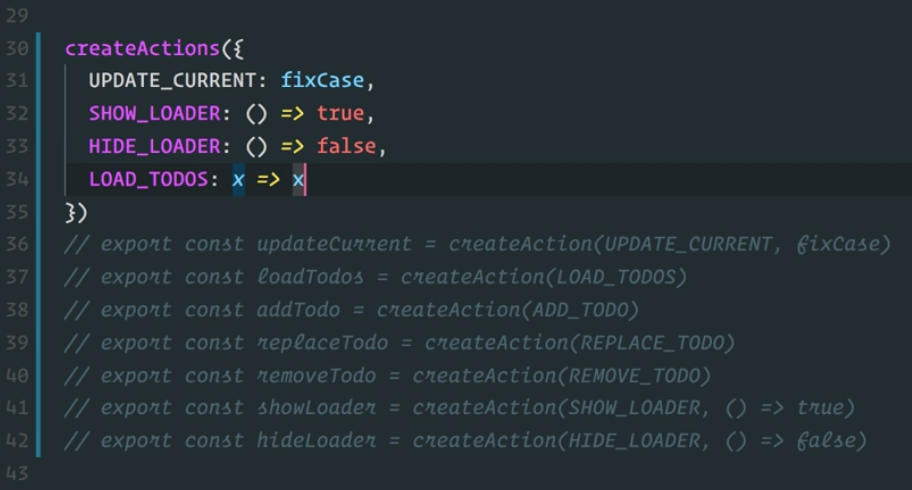 29
30 createActions({
31 UPDATE_CURRENT: fixCase,
32 SHOW_LOADER: () => true,
33 HIDE_LOADER: () => false,
34 LOAD_TODOS: x => x
35 })
36 // export const updateCurrent = createAction(UPDATE_CURRENT, fixCase)
37 // export const loadTodos = createAction(LOAD_TODOS)
38 // export const addTodo = createAction(ADD_TODO)
39 // export const replaceTodo = createAction(REPLACE_TODO)
40 // export const removeTodo = createAction(REMOVE_TODO)
41 // export const showLoader = createAction(SHOW_LOADER, () => true)
42 // export const hideLoader = createAction(HIDE_LOADER, () => false)
43